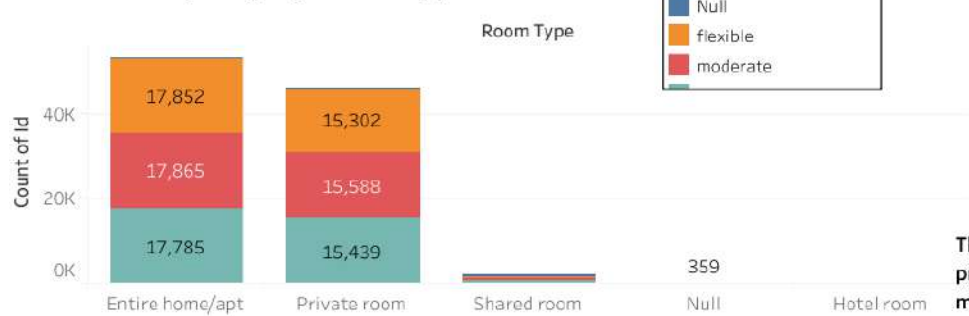 Room Type
Null
flexible
moderate
Count of Id
40K
20K
0K
17,852
17,865
17,785
15,302
15,588
15,439
359
Entire home/apt
Private room
Shared room
Null
Hotel room